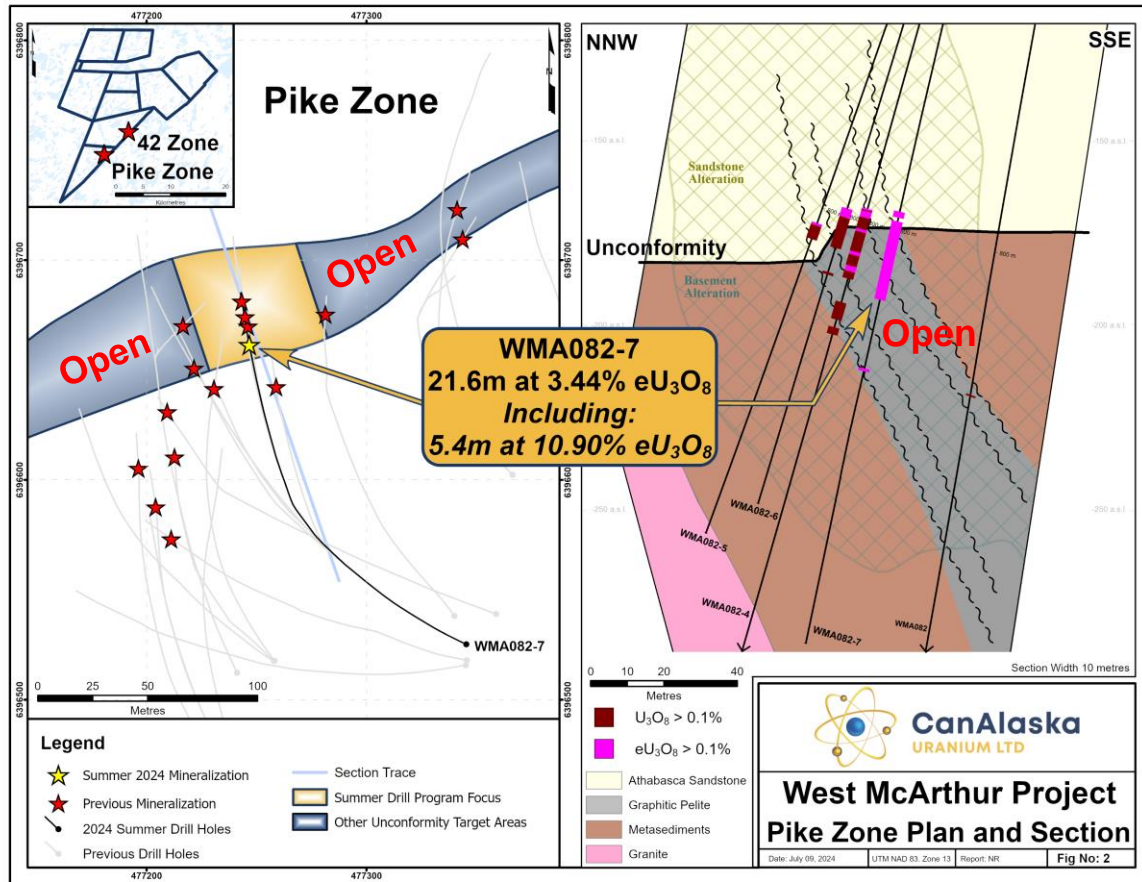 477200
477300
6396800
6396700
6396600
6396500
42 Zone
Pike Zone
0 5 10 20
Kilometres
N
Pike Zone
Open
Open
WMA082-7
21.6m at 3.44% eU₃O₈
Including:
5.4m at 10.90% eU₃O₈
WMA082-7
0 25 50 100
Metres
477200
477300
Legend
Summer 2024 Mineralization
Previous Mineralization
2024 Summer Drill Holes
Previous Drill Holes
Section Trace
Summer Drill Program Focus
Other Unconformity Target Areas
NNW
SSE
-150 a.s.l.
-150 a.s.l.
Sandstone
Alteration
Unconformity
800 m
Basement
Alteration
-200 a.s.l.
-200 a.s.l.
Open
-250 a.s.l.
-250 a.s.l.
WMA082-6
WMA082-5
WMA082-4
WMA082-7
WMA082
Section Width 10 metres
0 10 20 40
Metres
U₃O₈ > 0.1%
eU₃O₈ > 0.1%
Athabasca Sandstone
Graphitic Pelite
Metasediments
Granite
CanAlaska
URANIUM LTD
West McArthur Project
Pike Zone Plan and Section
Date: July 09, 2024
UTM NAD 83. Zone 13
Report: NR
Fig No: 2